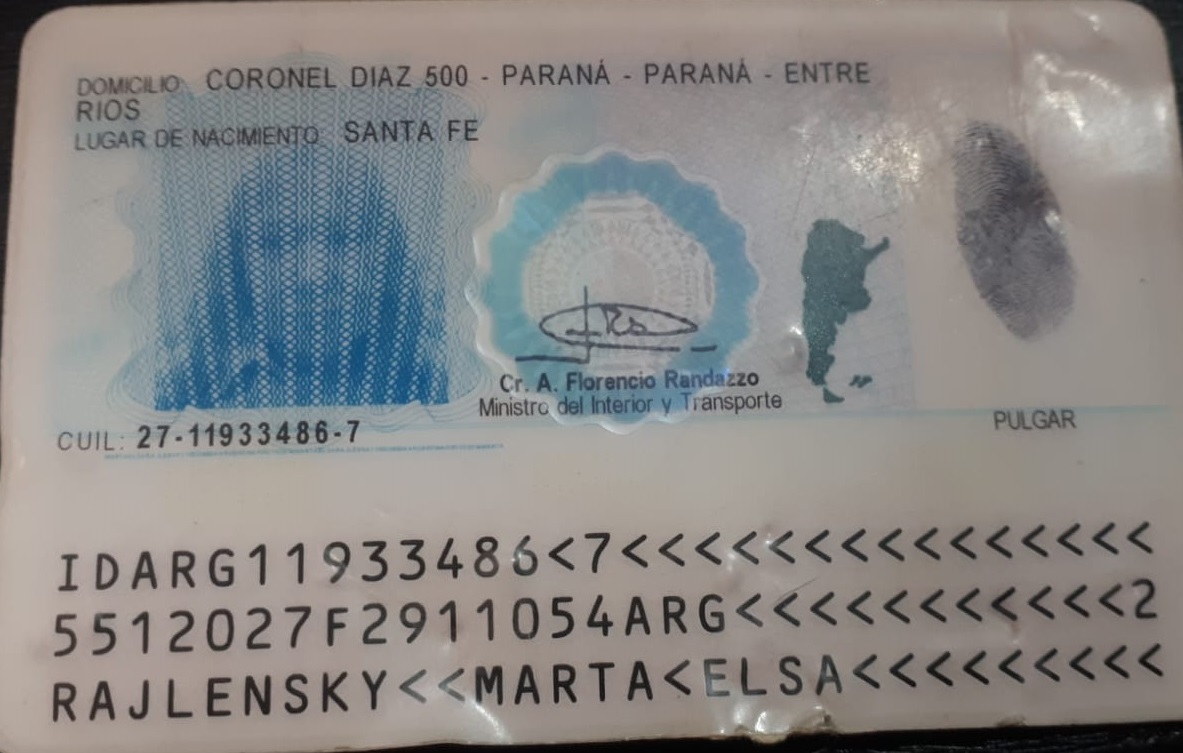 DOMICILIO: CORONEL DIAZ 500 - PARANÁ - PARANÁ - ENTRE
RIOS
LUGAR DE NACIMIENTO: SANTA FE
Cr. A. Florencio Randazzo
Ministro del Interior y Transporte
PULGAR
CUIL: 27-11933486-7
IDARG11933486<7<<<<<<<<<<<<<<<
5512027F2911054ARG<<<<<<<<<<<2
RAJLENSKY<<MARTA<ELSA<<<<<<<<<